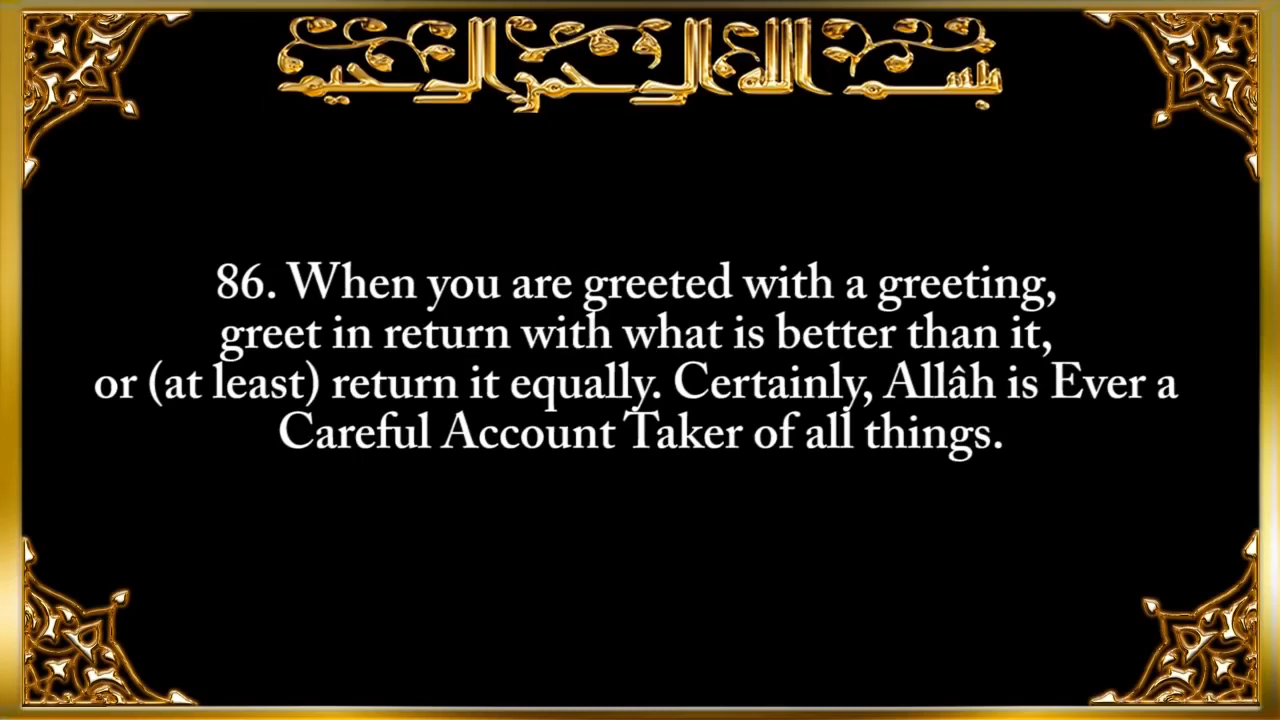 بسم الله الرحمن الرحيم
86. When you are greeted with a greeting,
greet in return with what is better than it,
or (at least) return it equally. Certainly, Allâh is Ever a
Careful Account Taker of all things.